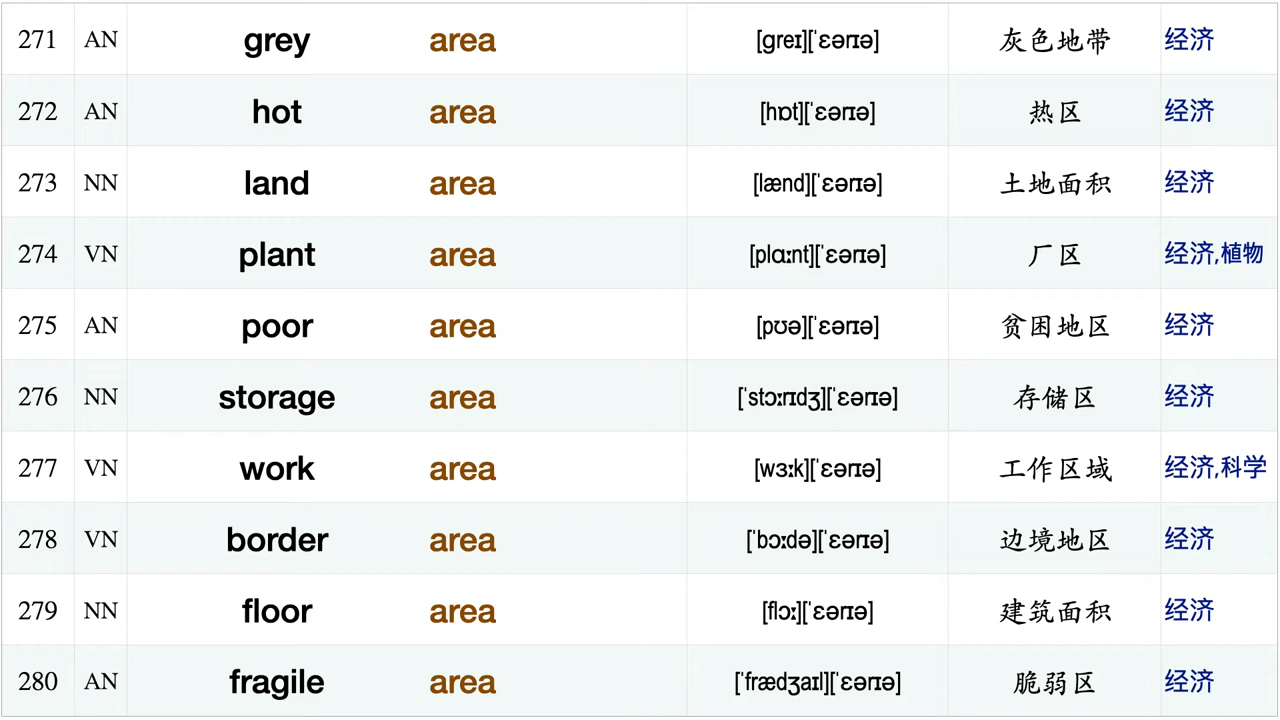 271 AN grey area [greɪ][ˈɛərɪə] 灰色地带 经济
272 AN hot area [hɒt][ˈɛərɪə] 热区 经济
273 NN land area [lænd][ˈɛərɪə] 土地面积 经济
274 VN plant area [plɑːnt][ˈɛərɪə] 厂区 经济,植物
275 AN poor area [pʊə][ˈɛərɪə] 贫困地区 经济
276 NN storage area [ˈstɔːrɪdʒ][ˈɛərɪə] 存储区 经济
277 VN work area [wɜːk][ˈɛərɪə] 工作区域 经济,科学
278 VN border area [ˈbɔːdə][ˈɛərɪə] 边境地区 经济
279 NN floor area [flɔː][ˈɛərɪə] 建筑面积 经济
280 AN fragile area [ˈfrædʒaɪl][ˈɛərɪə] 脆弱区 经济